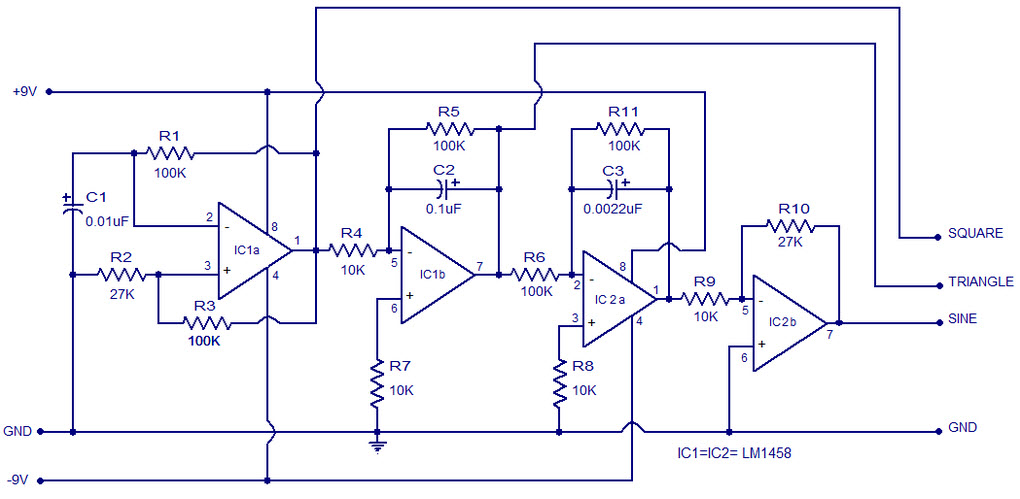 SQUARE
TRIANGLE
SINE
GND
+9V
GND
-9V
R1
100K
+
C1
0.01uF
R2
27K
R3
100K
2
-
3
+
8
1
4
IC1a
R4
10K
R5
100K
C2
+
0.1uF
5
-
6
+
7
IC1b
R7
10K
R6
100K
R11
100K
C3
+
0.0022uF
2
-
3
+
8
1
4
IC 2a
R8
10K
R9
10K
R10
27K
5
-
6
+
7
IC2b
IC1=IC2= LM1458